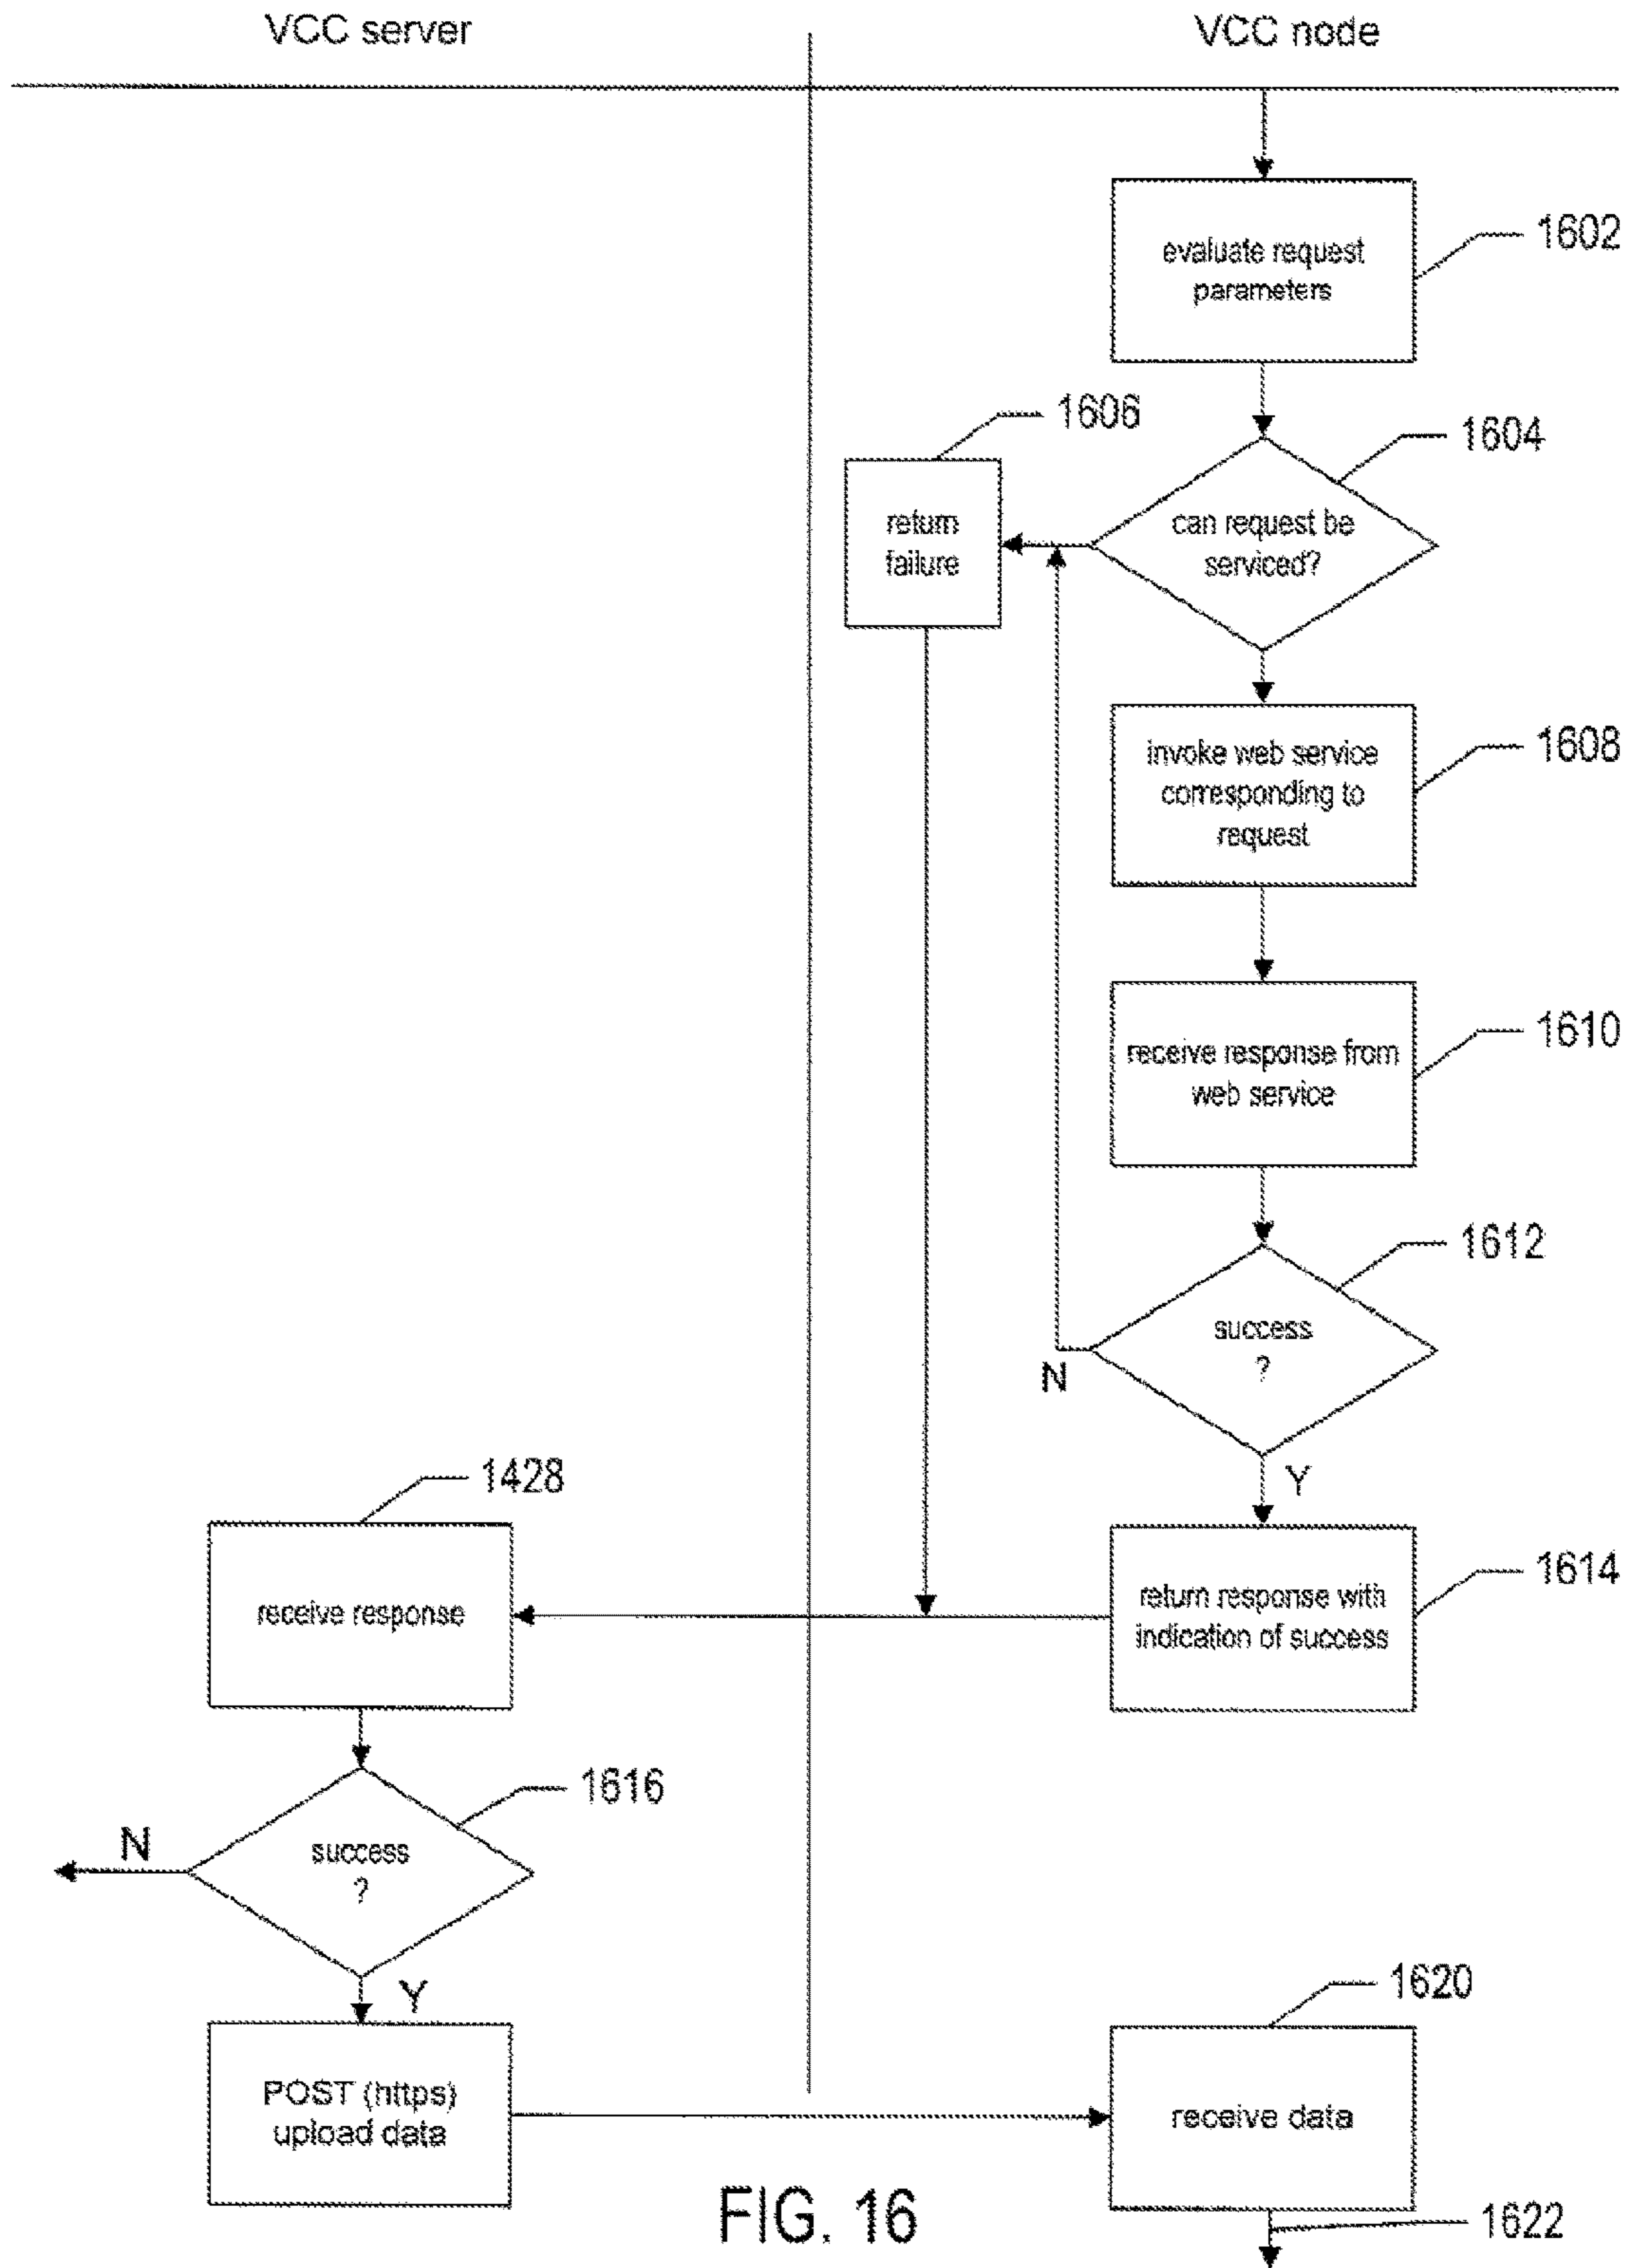 VCC server
VCC node
evaluate request
parameters
1602
1606
1604
return
failure
can request be
serviced?
invoke web service
corresponding to
request
1608
receive response from
web service
1610
1612
success
?
N
Y
1428
receive response
return response with
indication of success
1614
1616
success
?
N
Y
POST (https)
upload data
1620
receive data
FIG. 16
1622